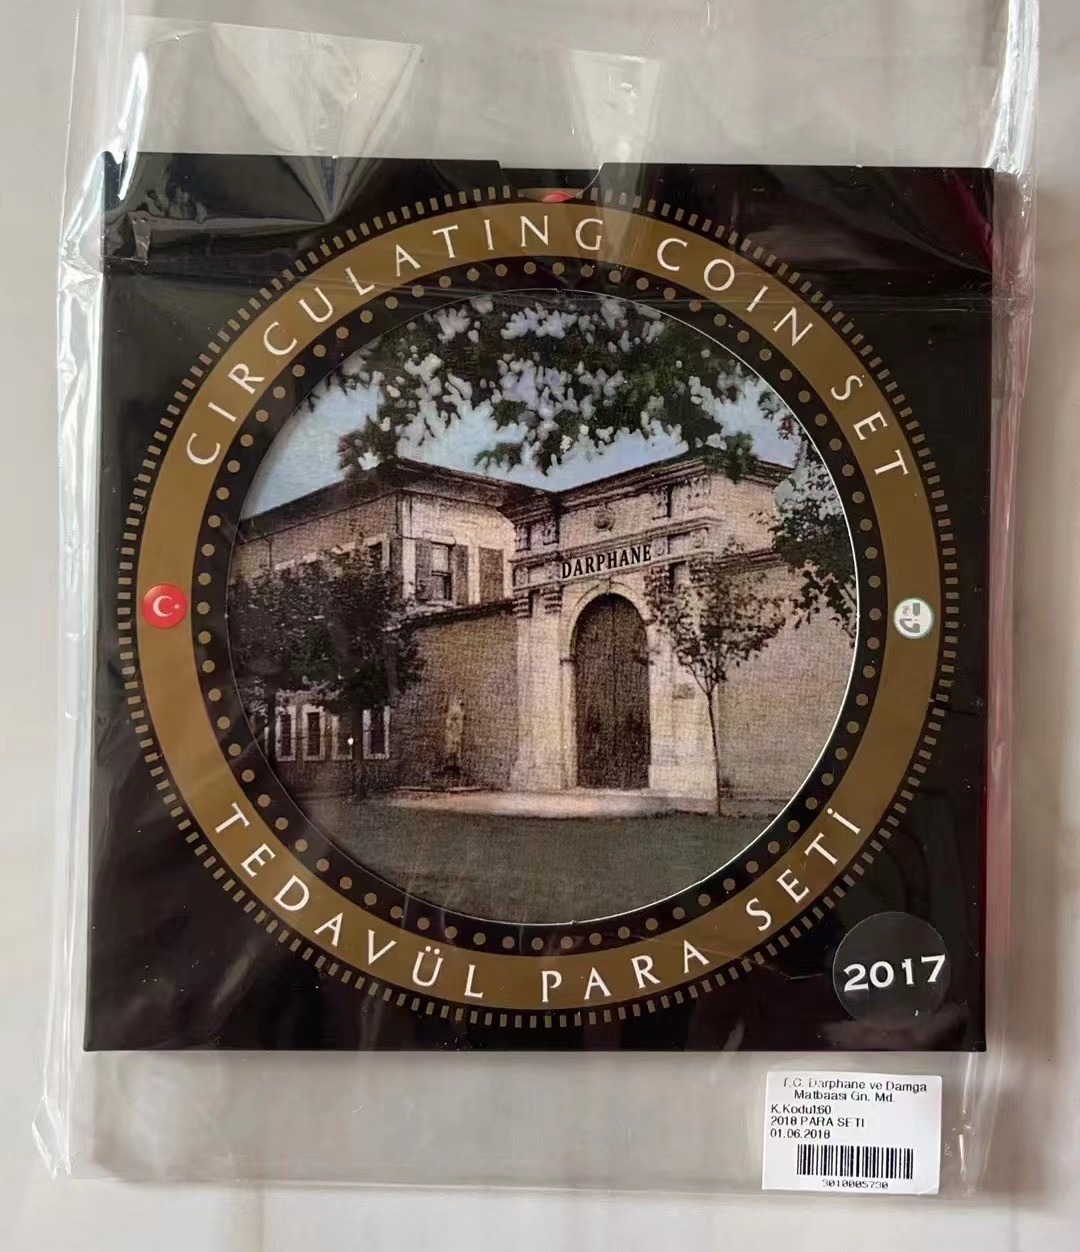 CIRCULATING COIN SET
DARPHANE
TEDAVÜL PARA SETİ
2017
T.C. Darphane ve Damga
Matbaası Gn. Md.
K.Kodu:160
2018 PARA SETI
01.06.2018
3010005730